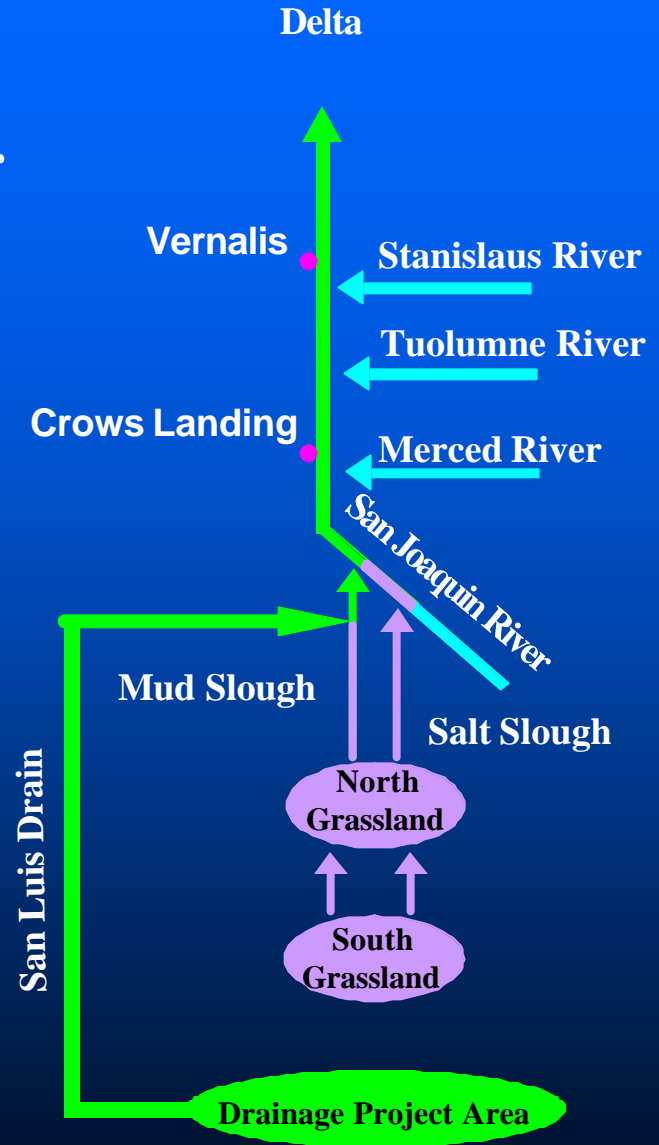 Delta
Vernalis
Stanislaus River
Tuolumne River
Crows Landing
Merced River
San Joaquin River
Mud Slough
Salt Slough
San Luis Drain
North
Grassland
South
Grassland
Drainage Project Area